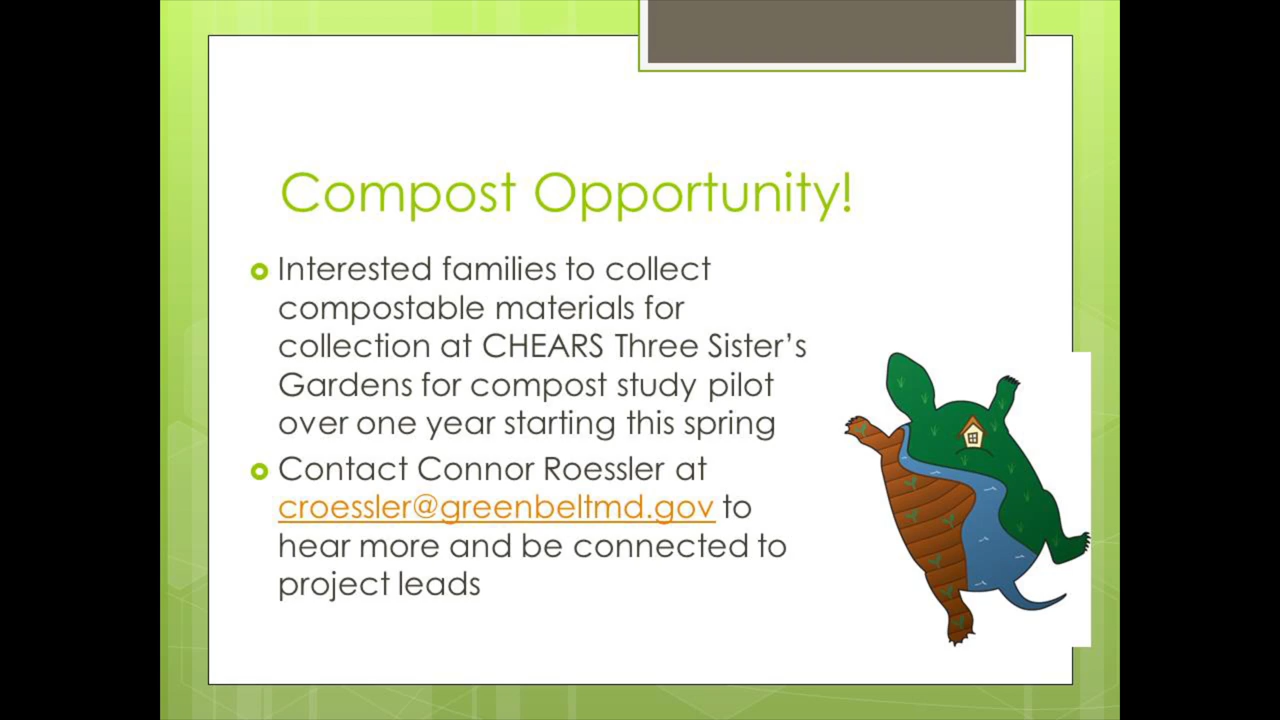 Compost Opportunity!
Interested families to collect
compostable materials for
collection at CHEARS Three Sister’s
Gardens for compost study pilot
over one year starting this spring
Contact Connor Roessler at
croessler@greenbeltmd.gov to
hear more and be connected to
project leads